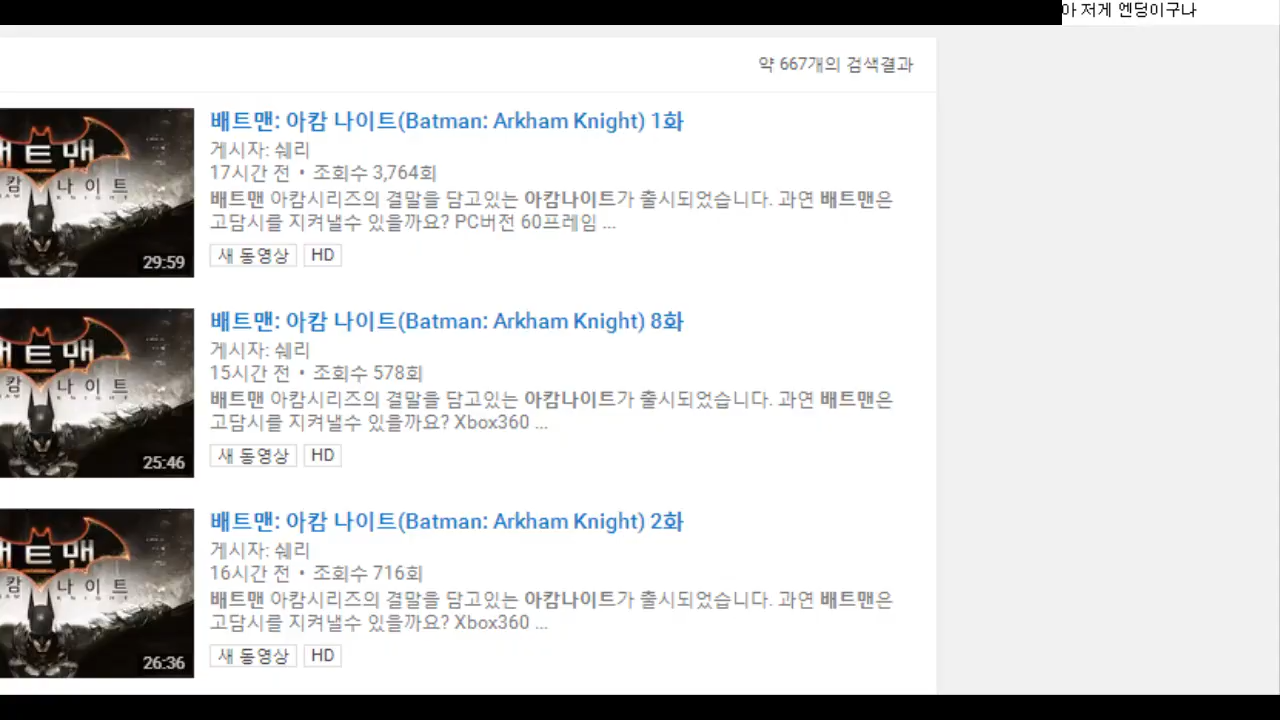 아 저게 엔딩이구나
약 667개의 검색결과
배트맨: 아캄 나이트(Batman: Arkham Knight) 1화
게시자: 쉐리
17시간 전 • 조회수 3,764회
배트맨 아캄시리즈의 결말을 담고있는 아캄나이트가 출시되었습니다. 과연 배트맨은
고담시를 지켜낼수 있을까요? PC버전 60프레임 ...
새 동영상 HD
29:59
배트맨: 아캄 나이트(Batman: Arkham Knight) 8화
게시자: 쉐리
15시간 전 • 조회수 578회
배트맨 아캄시리즈의 결말을 담고있는 아캄나이트가 출시되었습니다. 과연 배트맨은
고담시를 지켜낼수 있을까요? Xbox360 ...
새 동영상 HD
25:46
배트맨: 아캄 나이트(Batman: Arkham Knight) 2화
게시자: 쉐리
16시간 전 • 조회수 716회
배트맨 아캄시리즈의 결말을 담고있는 아캄나이트가 출시되었습니다. 과연 배트맨은
고담시를 지켜낼수 있을까요? Xbox360 ...
새 동영상 HD
26:36